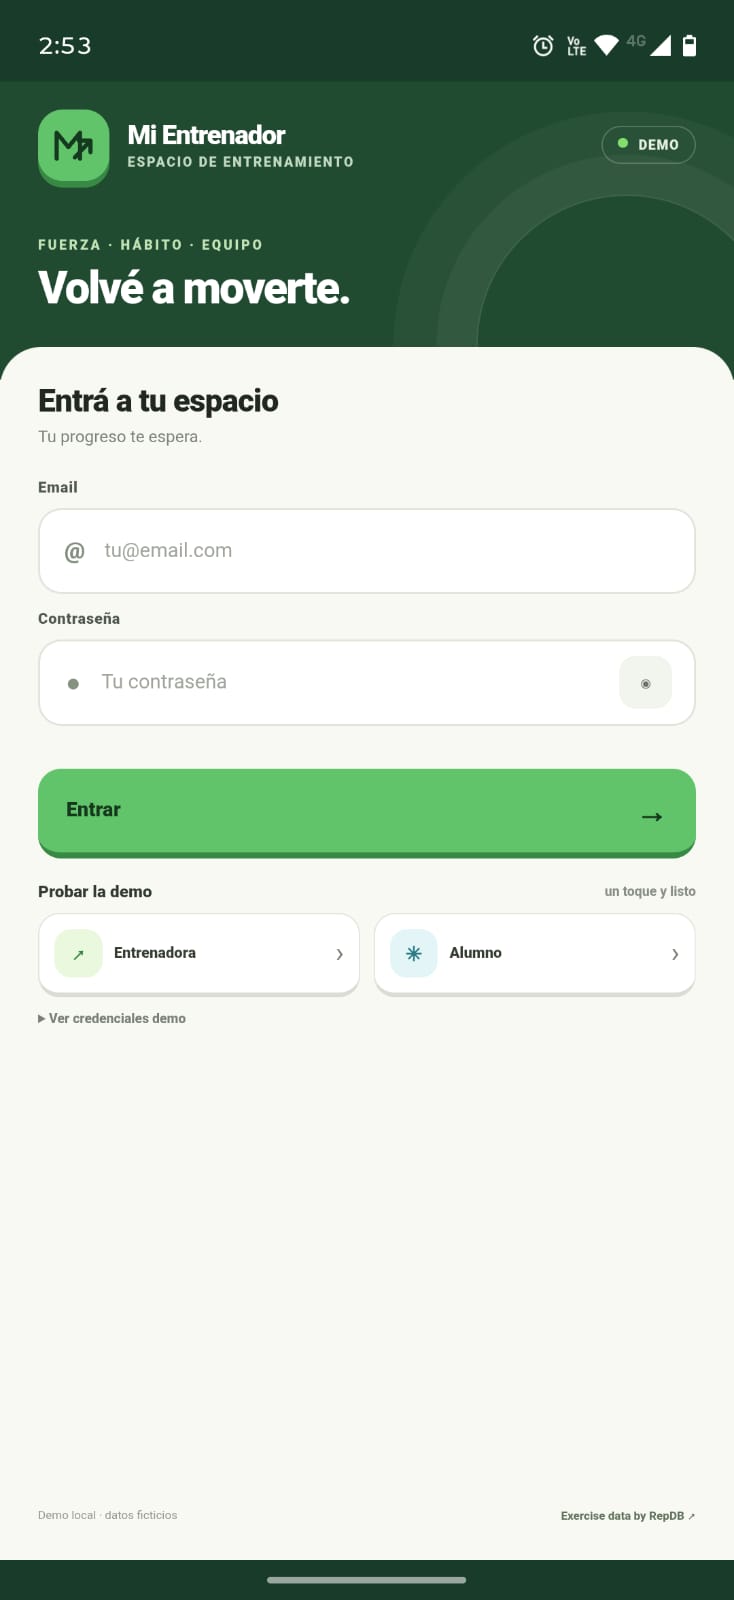 2:53
Vo
LTE
4G
Mi Entrenador
ESPACIO DE ENTRENAMIENTO
DEMO
FUERZA · HÁBITO · EQUIPO
Volvé a moverte.
Entrá a tu espacio
Tu progreso te espera.
Email
@ tu@email.com
Contraseña
Tu contraseña
Entrar →
Probar la demo
un toque y listo
↗ Entrenadora ›
✳ Alumno ›
▶ Ver credenciales demo
Demo local · datos ficticios
Exercise data by RepDB ↗